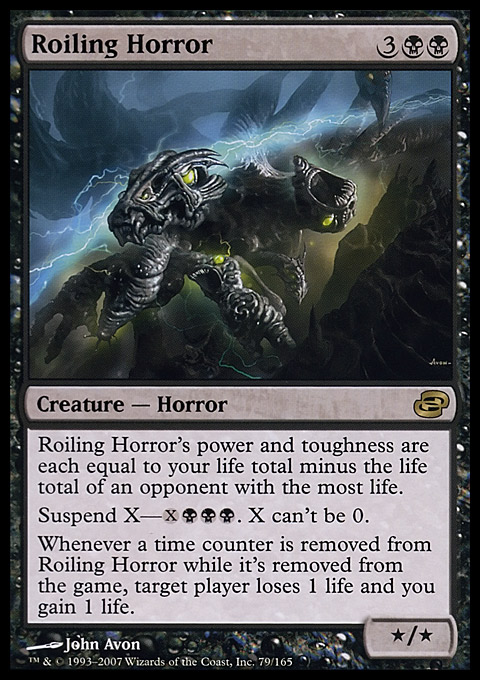 Roiling Horror 3
AVON
Creature — Horror
Roiling Horror's power and toughness are
each equal to your life total minus the life
total of an opponent with the most life.
Suspend X—X. X can't be 0.
Whenever a time counter is removed from
Roiling Horror while it's removed from
the game, target player loses 1 life and you
gain 1 life.
★/★
John Avon
™ & © 1993–2007 Wizards of the Coast, Inc. 79/165